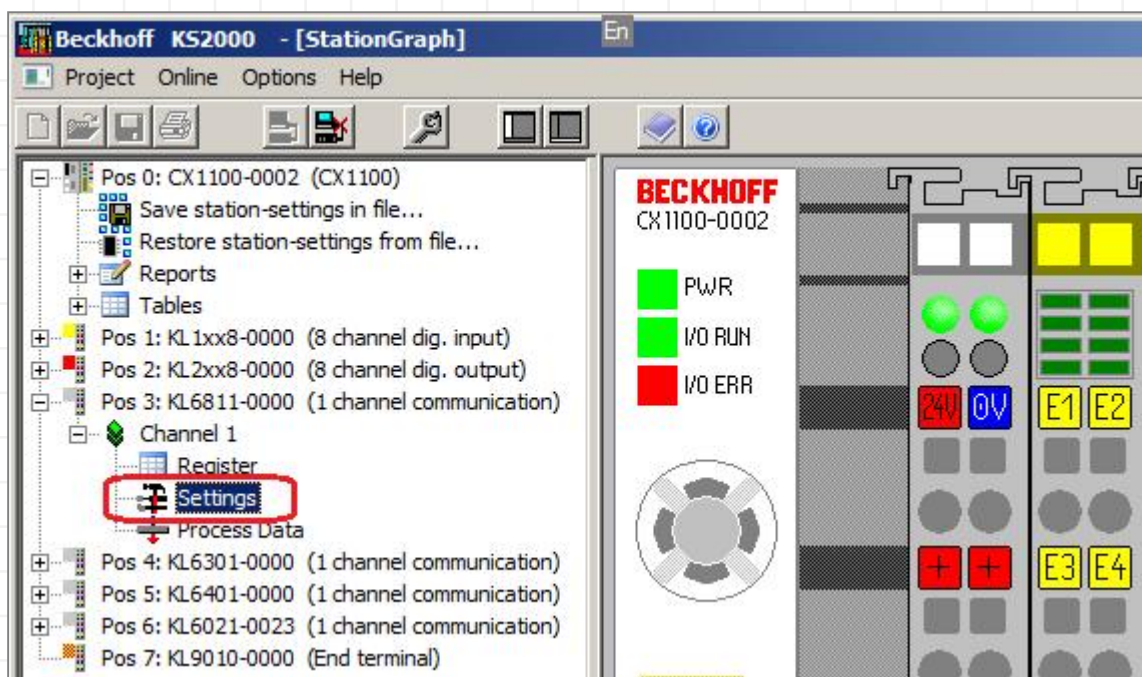 Beckhoff KS2000 - [StationGraph]
En
Project Online Options Help
Pos 0: CX1100-0002 (CX1100)
Save station-settings in file...
Restore station-settings from file...
Reports
Tables
Pos 1: KL1xx8-0000 (8 channel dig. input)
Pos 2: KL2xx8-0000 (8 channel dig. output)
Pos 3: KL6811-0000 (1 channel communication)
Channel 1
Register
Settings
Process Data
Pos 4: KL6301-0000 (1 channel communication)
Pos 5: KL6401-0000 (1 channel communication)
Pos 6: KL6021-0023 (1 channel communication)
Pos 7: KL9010-0000 (End terminal)
BECKHOFF
CX1100-0002
PWR
I/O RUN
I/O ERR
24V 0V E1 E2
+ + E3 E4